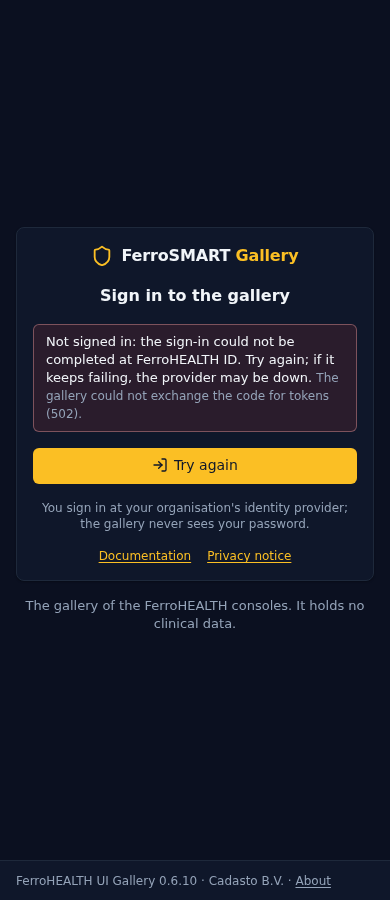 FerroSMART Gallery
Sign in to the gallery
Not signed in: the sign-in could not be
completed at FerroHEALTH ID. Try again; if it
keeps failing, the provider may be down. The
gallery could not exchange the code for tokens
(502).
Try again
You sign in at your organisation's identity provider;
the gallery never sees your password.
Documentation Privacy notice
The gallery of the FerroHEALTH consoles. It holds no
clinical data.
FerroHEALTH UI Gallery 0.6.10 · Cadasto B.V. · About